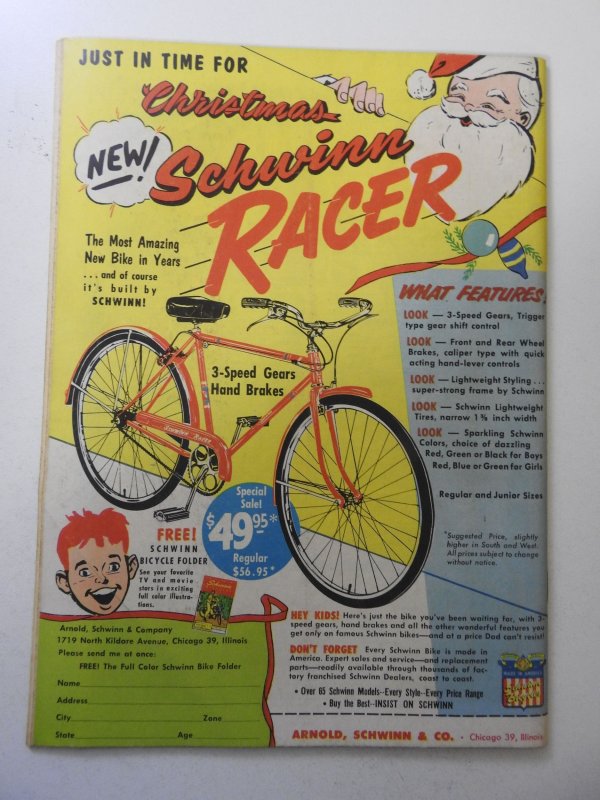 JUST IN TIME FOR
Christmas
NEW!
Schwinn
RACER
The Most Amazing
New Bike in Years
...and of course
it's built by
SCHWINN!
WHAT FEATURES!
LOOK — 3-Speed Gears, Trigger
type gear shift control
LOOK — Front and Rear Wheel
Brakes, caliper type with quick
acting hand-lever controls
LOOK — Lightweight Styling...
super-strong frame by Schwinn
LOOK — Schwinn Lightweight
Tires, narrow 1⅜ inch width
LOOK — Sparkling Schwinn
Colors, choice of dazzling
Red, Green or Black for Boys
Red, Blue or Green for Girls
Regular and Junior Sizes
*Suggested Price, slightly
higher in South and West.
All prices subject to change
without notice.
3-Speed Gears
Hand Brakes
Schwinn Racer
Special
Sale!
$49.95*
Regular
$56.95*
FREE!
SCHWINN
BICYCLE FOLDER
See your favorite
TV and movie
stars in exciting
full color illustra-
tions.
Schwinn
Arnold, Schwinn & Company
1719 North Kildare Avenue, Chicago 39, Illinois
Please send me at once:
FREE! The Full Color Schwinn Bike Folder
Name
Address
City Zone
State Age
HEY KIDS! Here's just the bike you've been waiting for, with 3-
speed gears, hand brakes and all the other wonderful features you
get only on famous Schwinn bikes—and at a price Dad can't resist!
DON'T FORGET Every Schwinn Bike is made in
America. Expert sales and service—and replacement
parts—readily available through thousands of fac-
tory franchised Schwinn Dealers, coast to coast.
• Over 65 Schwinn Models--Every Style--Every Price Range
• Buy the Best--INSIST ON SCHWINN
MADE IN AMERICA
ARNOLD, SCHWINN & CO. · Chicago 39, Illinois